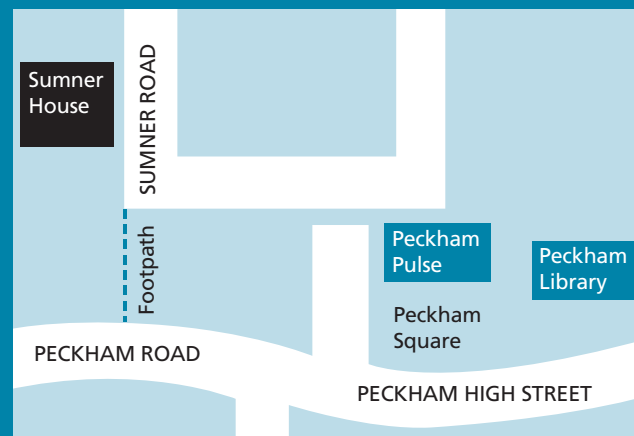 Sumner
House
SUMNER ROAD
Footpath
Peckham
Pulse
Peckham
Library
Peckham
Square
PECKHAM ROAD
PECKHAM HIGH STREET